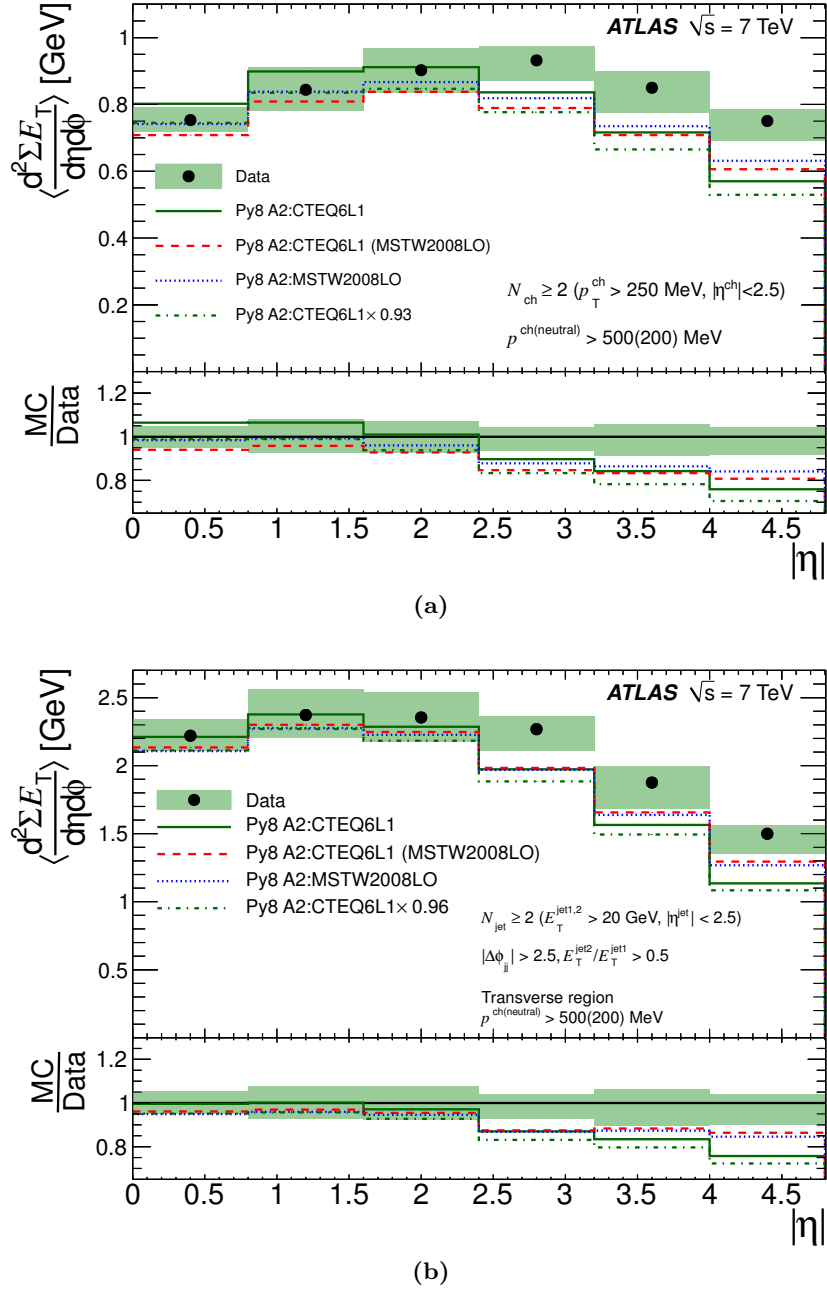 ATLAS √s = 7 TeV
⟨d²ΣE_T/dηdφ⟩ [GeV]
1
0.8
0.6
0.4
0.2
Data
Py8 A2:CTEQ6L1
Py8 A2:CTEQ6L1 (MSTW2008LO)
Py8 A2:MSTW2008LO
Py8 A2:CTEQ6L1× 0.93
N_ch ≥ 2 (p_T^ch > 250 MeV, |η^ch|<2.5)
p^ch(neutral) > 500(200) MeV
MC/Data
1.2
1
0.8
0 0.5 1 1.5 2 2.5 3 3.5 4 4.5
|η|
(a)
ATLAS √s = 7 TeV
⟨d²ΣE_T/dηdφ⟩ [GeV]
2.5
2
1.5
1
0.5
Data
Py8 A2:CTEQ6L1
Py8 A2:CTEQ6L1 (MSTW2008LO)
Py8 A2:MSTW2008LO
Py8 A2:CTEQ6L1× 0.96
N_jet ≥ 2 (E_T^jet1,2 > 20 GeV, |η^jet| < 2.5)
|Δφ_jj| > 2.5, E_T^jet2/E_T^jet1 > 0.5
Transverse region
p^ch(neutral) > 500(200) MeV
MC/Data
1.2
1
0.8
0 0.5 1 1.5 2 2.5 3 3.5 4 4.5
|η|
(b)